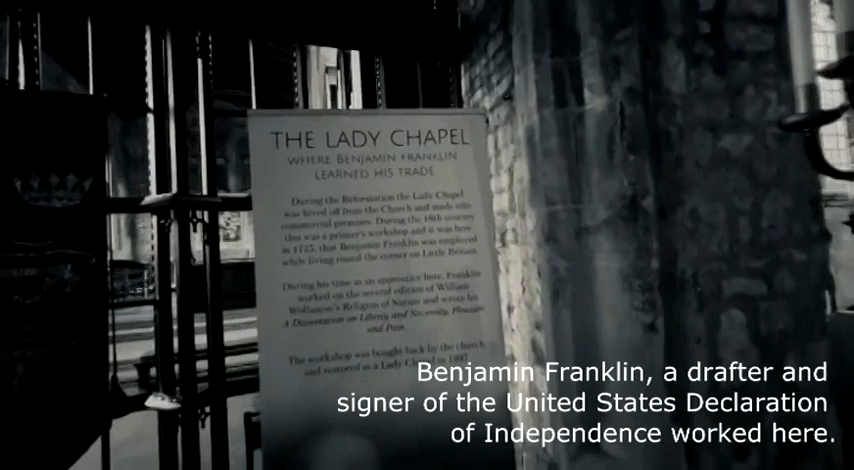 THE LADY CHAPEL
WHERE BENJAMIN FRANKLIN
LEARNED HIS TRADE
During the Reformation the Lady Chapel
was hived off from the Church and made into
commercial premises. During the 18th century
this was a printer's workshop and it was here,
in 1725, that Benjamin Franklin was employed
while living round the corner on Little Britain.
During his time as an apprentice here, Franklin
worked on the second edition of William
Wollaston's Religion of Nature and wrote his
A Dissertation on Liberty and Necessity, Pleasure
and Pain.
The workshop was bought back by the church
and restored as a Lady Chapel in
Benjamin Franklin, a drafter and
signer of the United States Declaration
of Independence worked here.